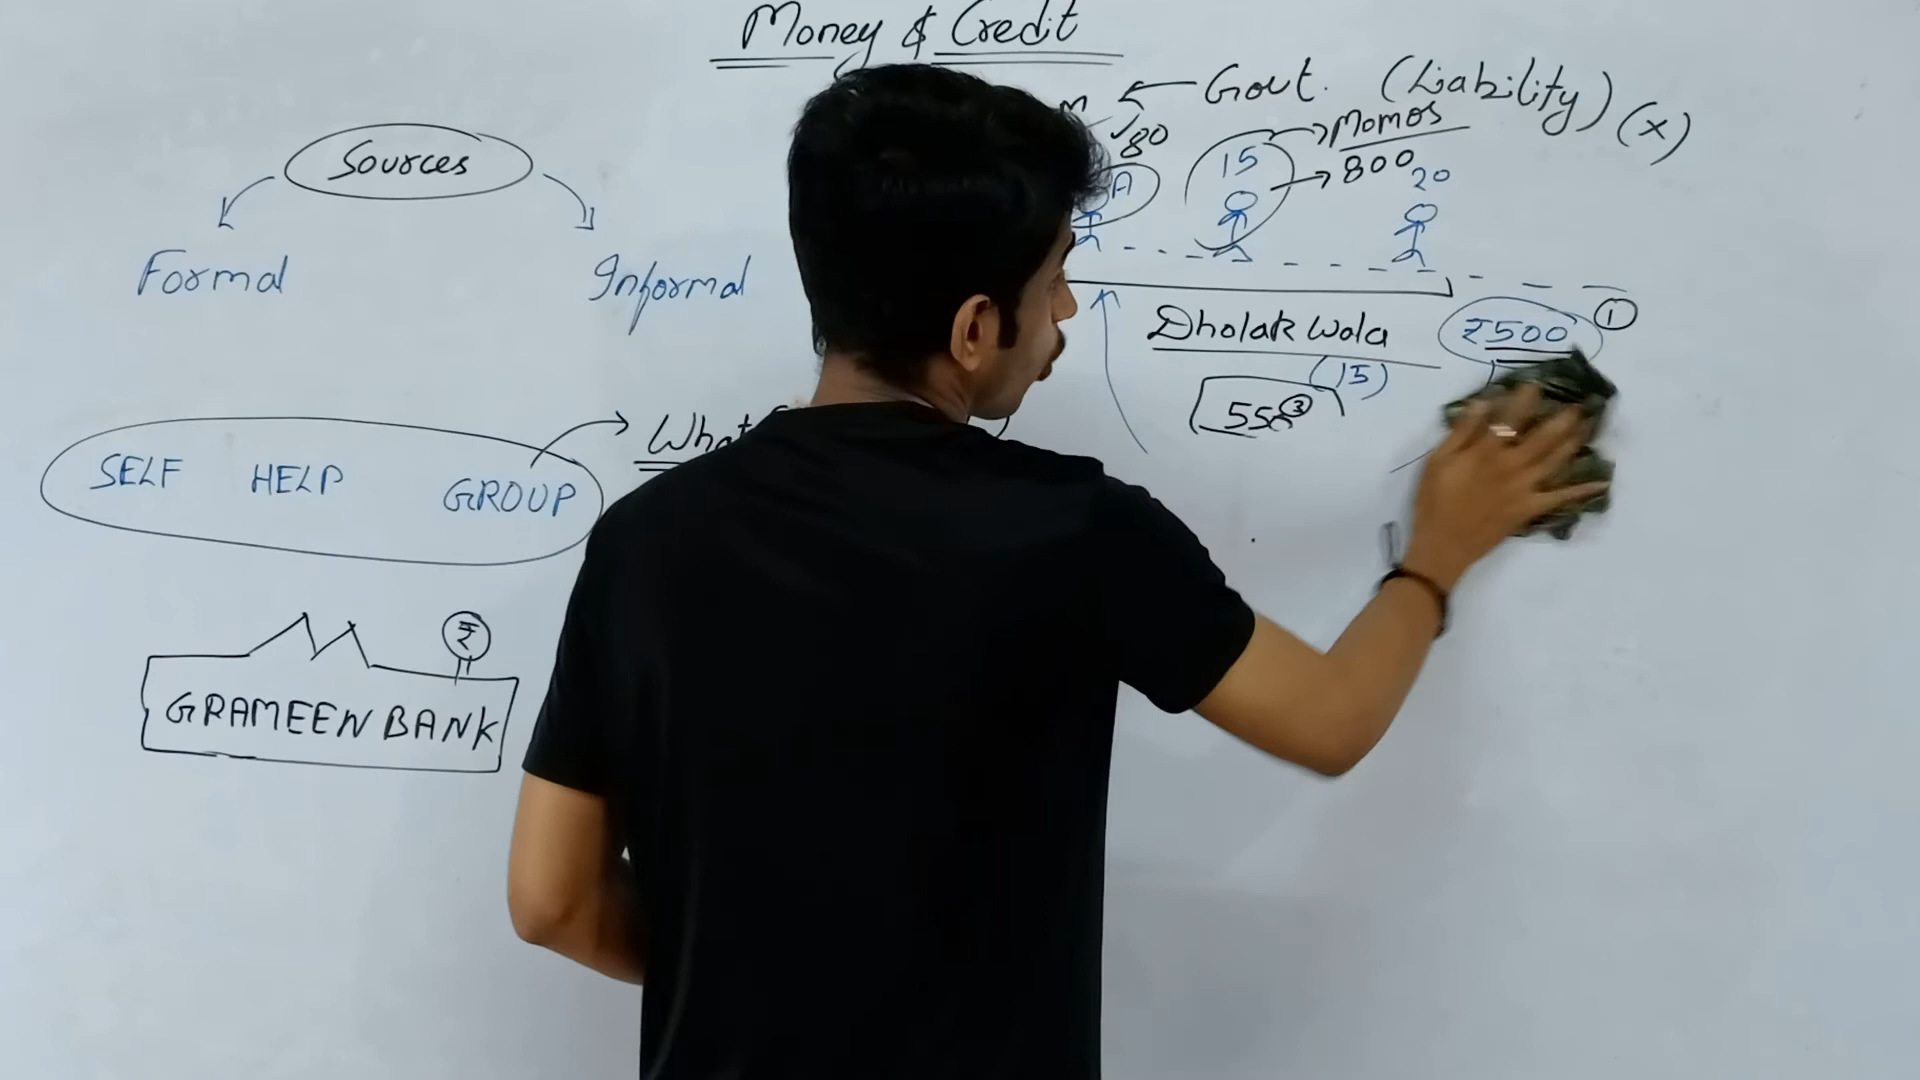 Money & Credit
Govt. (Liability) (x)
Momos
80
15
800
20
A
Sources
Formal
Informal
Dholak Wala
₹500
1
(15)
3
SELF HELP GROUP
₹
GRAMEEN BANK